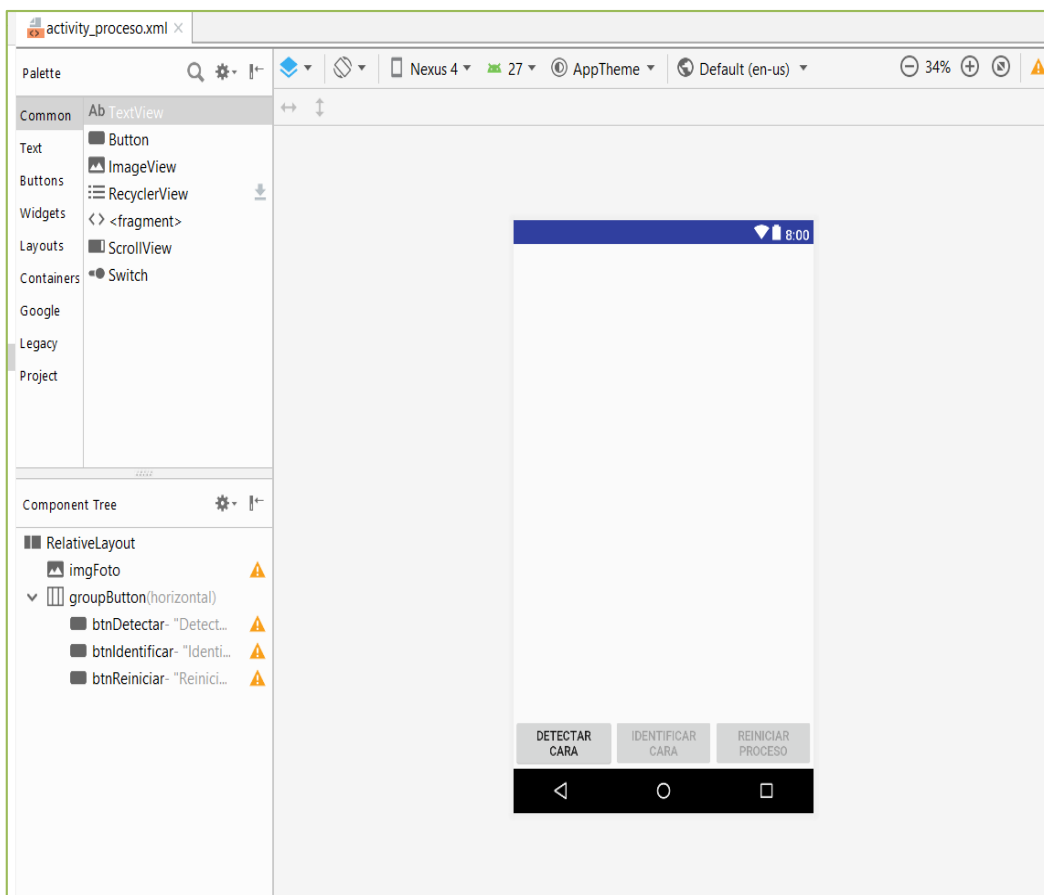 activity_proceso.xml
Palette
Nexus 4
27
AppTheme
Default (en-us)
34%
Common
Text
Buttons
Widgets
Layouts
Containers
Google
Legacy
Project
Ab TextView
Button
ImageView
RecyclerView
<fragment>
ScrollView
Switch
8:00
Component Tree
RelativeLayout
imgFoto
groupButton(horizontal)
btnDetectar- "Detect...
btnIdentificar- "Identi...
btnReiniciar- "Reinici...
DETECTAR
CARA
IDENTIFICAR
CARA
REINICIAR
PROCESO